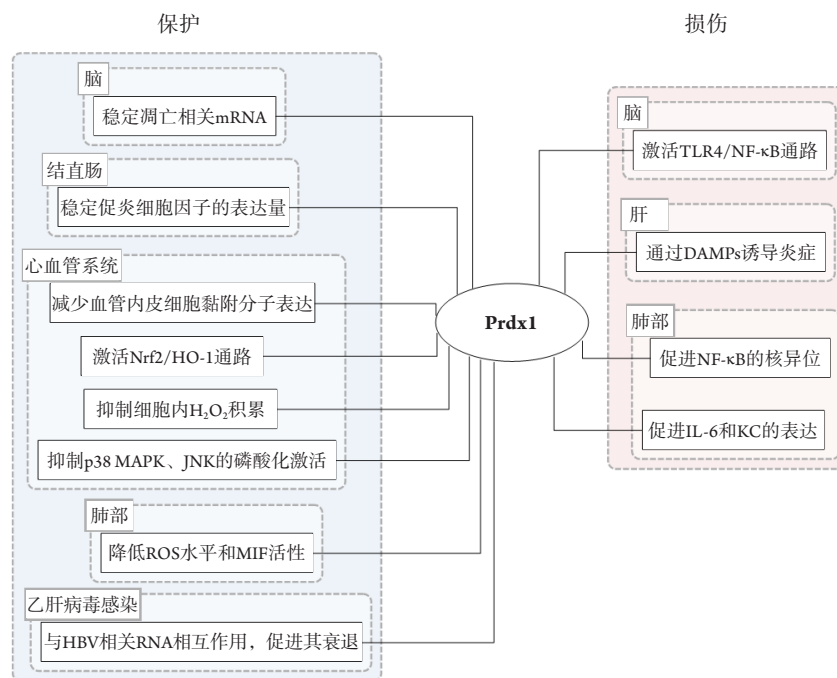 保护
脑
稳定凋亡相关mRNA
结直肠
稳定促炎细胞因子的表达量
心血管系统
减少血管内皮细胞黏附分子表达
激活Nrf2/HO-1通路
抑制细胞内H₂O₂积累
抑制p38 MAPK、JNK的磷酸化激活
肺部
降低ROS水平和MIF活性
乙肝病毒感染
与HBV相关RNA相互作用，促进其衰退
Prdx1
损伤
脑
激活TLR4/NF-κB通路
肝
通过DAMPs诱导炎症
肺部
促进NF-κB的核异位
促进IL-6和KC的表达